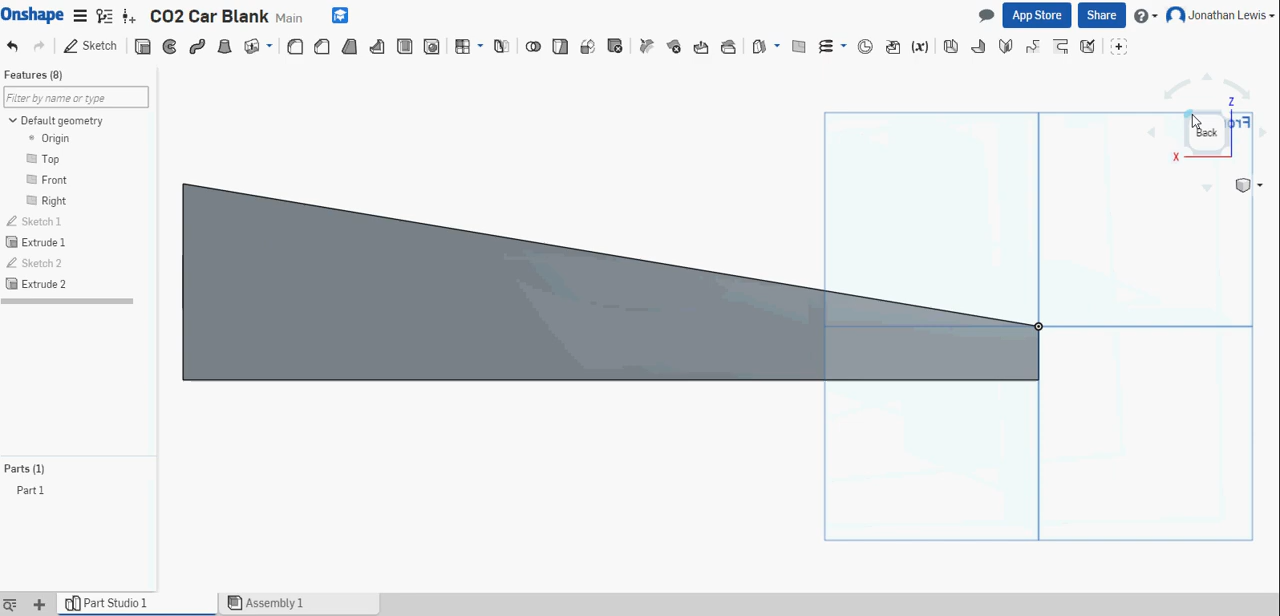 Onshape CO2 Car Blank Main App Store Share Jonathan Lewis
Sketch (x)
Features (8)
Filter by name or type
Default geometry
Origin
Top
Front
Right
Sketch 1
Extrude 1
Sketch 2
Extrude 2
Z
Fro
Back
X
Parts (1)
Part 1
Part Studio 1 Assembly 1